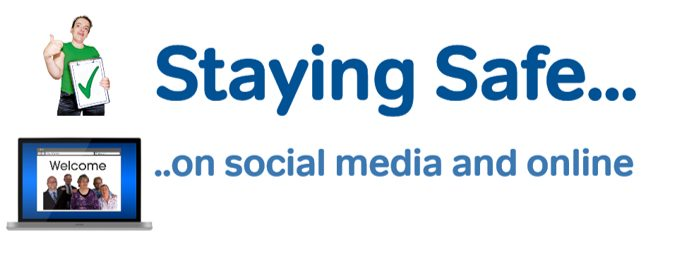 Staying Safe...
Welcome
..on social media and online